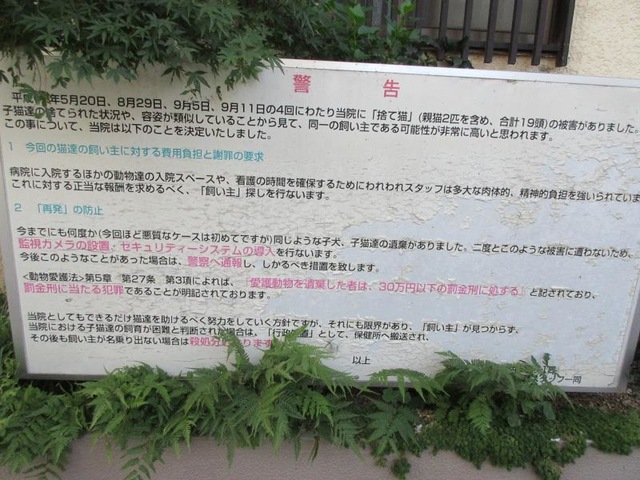 警　告
平成 年5月20日、8月29日、9月5日、9月11日の4回にわたり当院に「捨て猫」(親猫2匹を含め、合計19頭)の被害がありました。
子猫達の捨てられた状況や、容姿が類似していることから見て、同一の飼い主である可能性が非常に高いと思われます。
この事について、当院は以下のことを決定いたしました。
1　今回の猫達の飼い主に対する費用負担と謝罪の要求
病院に入院するほかの動物達の入院スペースや、看護の時間を確保するためにわれわれスタッフは多大な肉体的、精神的負担を強いられていま
これに対する正当な報酬を求めるべく、「飼い主」探しを行ないます。
2　「再発」の防止
今までにも何度か(今回ほど悪質なケースは初めてですが)同じような子犬、子猫達の遺棄がありました。二度とこのような被害に遭わないため、
監視カメラの設置・セキュリティーシステムの導入を行ないます。
今後このようなことがあった場合は、警察へ通報し、しかるべき措置を致します。
<動物愛護法>第5章　第27条　第3項によれば、「愛護動物を遺棄した者は、30万円以下の罰金刑に処する」と記されており、
罰金刑に当たる犯罪であることが明記されております。
当院としてもできるだけ猫達を助けるべく努力をしていく方針ですが、それにも限界があり、「飼い主」が見つからず、
当院における子猫達の飼育が困難と判断された場合は、「行政 置」として、保健所へ搬送され、
その後も飼い主が名乗り出ない場合は殺処分 ります
以上
スタッフ一同